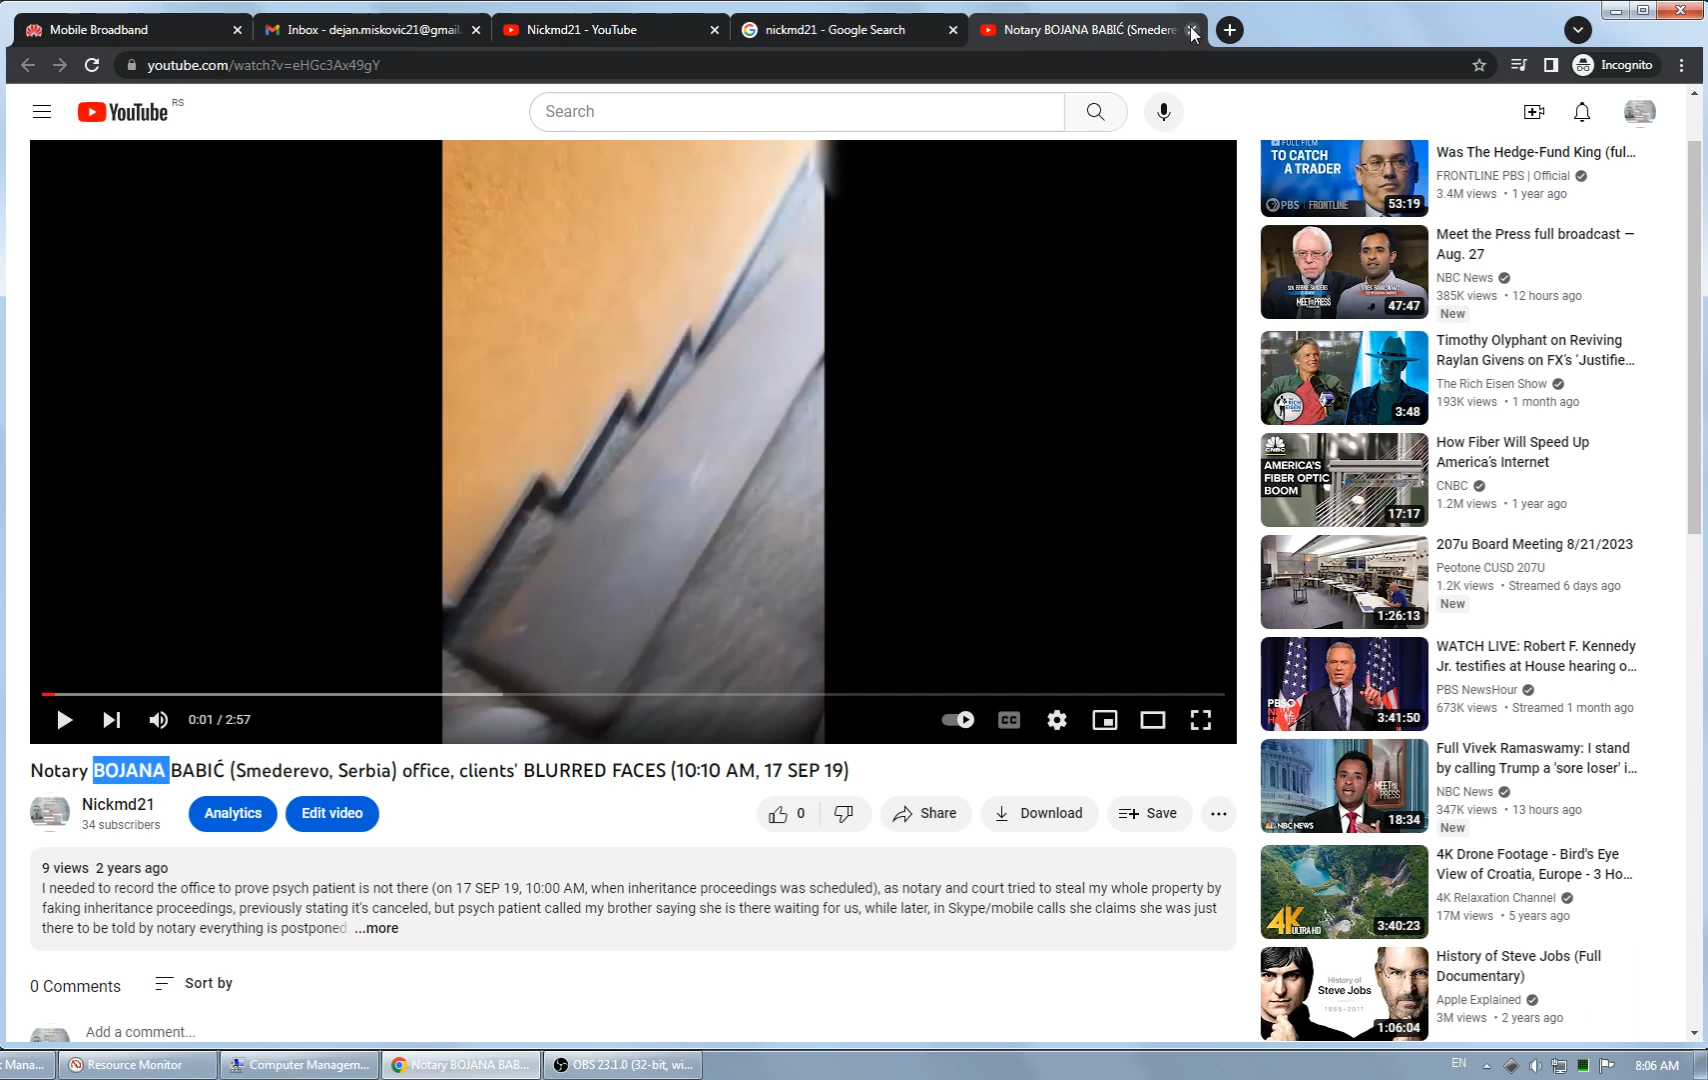 Mobile Broadband
Inbox - dejan.miskovic21@gmail.
Nickmd21 - YouTube
nickmd21 - Google Search
Notary BOJANA BABIĆ (Smedere
youtube.com/watch?v=eHGc3Ax49gY
Incognito
YouTube RS
Search
0:01 / 2:57
CC
Notary BOJANA BABIĆ (Smederevo, Serbia) office, clients' BLURRED FACES (10:10 AM, 17 SEP 19)
Nickmd21
34 subscribers
Analytics
Edit video
0
Share
Download
Save
9 views 2 years ago
I needed to record the office to prove psych patient is not there (on 17 SEP 19, 10:00 AM, when inheritance proceedings was scheduled), as notary and court tried to steal my whole property by
faking inheritance proceedings, previously stating it's canceled, but psych patient called my brother saying she is there waiting for us, while later, in Skype/mobile calls she claims she was just
there to be told by notary everything is postponed. ...more
0 Comments
Sort by
Add a comment...
FULL FILM
TO CATCH
A TRADER
PBS | FRONTLINE
53:19
Was The Hedge-Fund King (ful...
FRONTLINE PBS | Official
3.4M views • 1 year ago
MEET THE PRESS
47:47
Meet the Press full broadcast —
Aug. 27
NBC News
385K views • 12 hours ago
New
3:48
Timothy Olyphant on Reviving
Raylan Givens on FX's 'Justifie...
The Rich Eisen Show
193K views • 1 month ago
CNBC
AMERICA'S
FIBER OPTIC
BOOM
17:17
How Fiber Will Speed Up
America's Internet
CNBC
1.2M views • 1 year ago
1:26:13
207u Board Meeting 8/21/2023
Peotone CUSD 207U
1.2K views • Streamed 6 days ago
New
3:41:50
WATCH LIVE: Robert F. Kennedy
Jr. testifies at House hearing o...
PBS NewsHour
673K views • Streamed 1 month ago
NBC NEWS
18:34
Full Vivek Ramaswamy: I stand
by calling Trump a 'sore loser' i...
NBC News
347K views • 13 hours ago
New
4K ULTRA HD
3:40:23
4K Drone Footage - Bird's Eye
View of Croatia, Europe - 3 Ho...
4K Relaxation Channel
17M views • 5 years ago
History of
Steve Jobs
1955-2011
1:06:04
History of Steve Jobs (Full
Documentary)
Apple Explained
3M views • 2 years ago
Mana...
Resource Monitor
Computer Managem...
Notary BOJANA BAB...
OBS 23.1.0 (32-bit, wi...
EN
8:06 AM